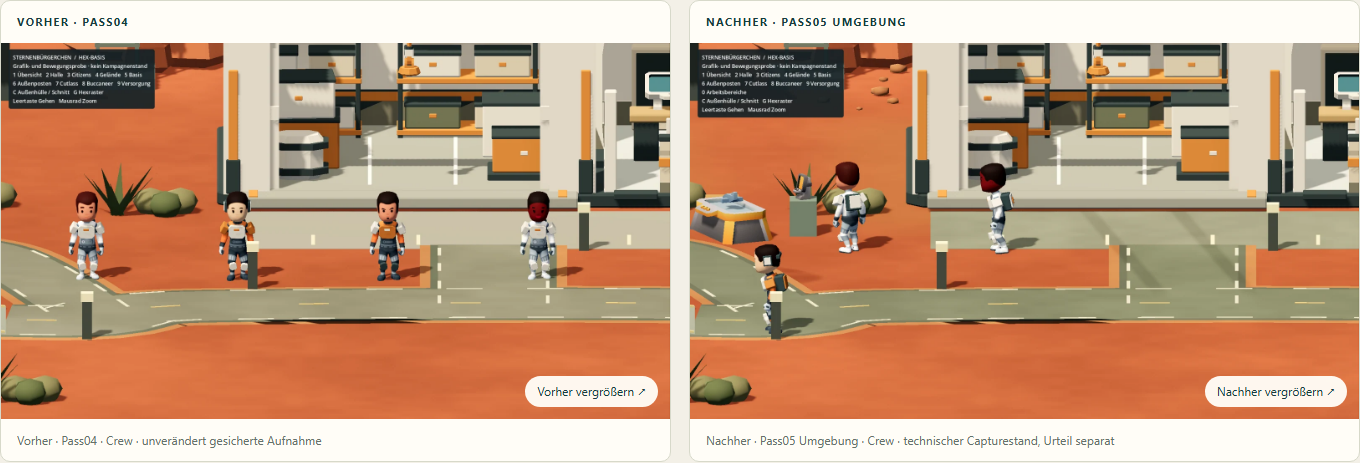 VORHER · PASS04
STERNENBÜRGERCHEN / HEX-BASIS
Grafik- und Bewegungsprobe · kein Kampagnenstand
1 Übersicht 2 Halle 3 Citizens 4 Gelände 5 Basis
6 Außenposten 7 Cutlass 8 Buccaneer 9 Versorgung
C Außenhülle / Schnitt G Hexraster
Leertaste Gehen Mausrad Zoom
Vorher vergrößern ↗
Vorher · Pass04 · Crew · unverändert gesicherte Aufnahme
NACHHER · PASS05 UMGEBUNG
STERNENBÜRGERCHEN / HEX-BASIS
Grafik- und Bewegungsprobe · kein Kampagnenstand
1 Übersicht 2 Halle 3 Citizens 4 Gelände 5 Basis
6 Außenposten 7 Cutlass 8 Buccaneer 9 Versorgung
0 Arbeitsbereiche
C Außenhülle / Schnitt G Hexraster
Leertaste Gehen Mausrad Zoom
Nachher vergrößern ↗
Nachher · Pass05 Umgebung · Crew · technischer Capturestand, Urteil separat